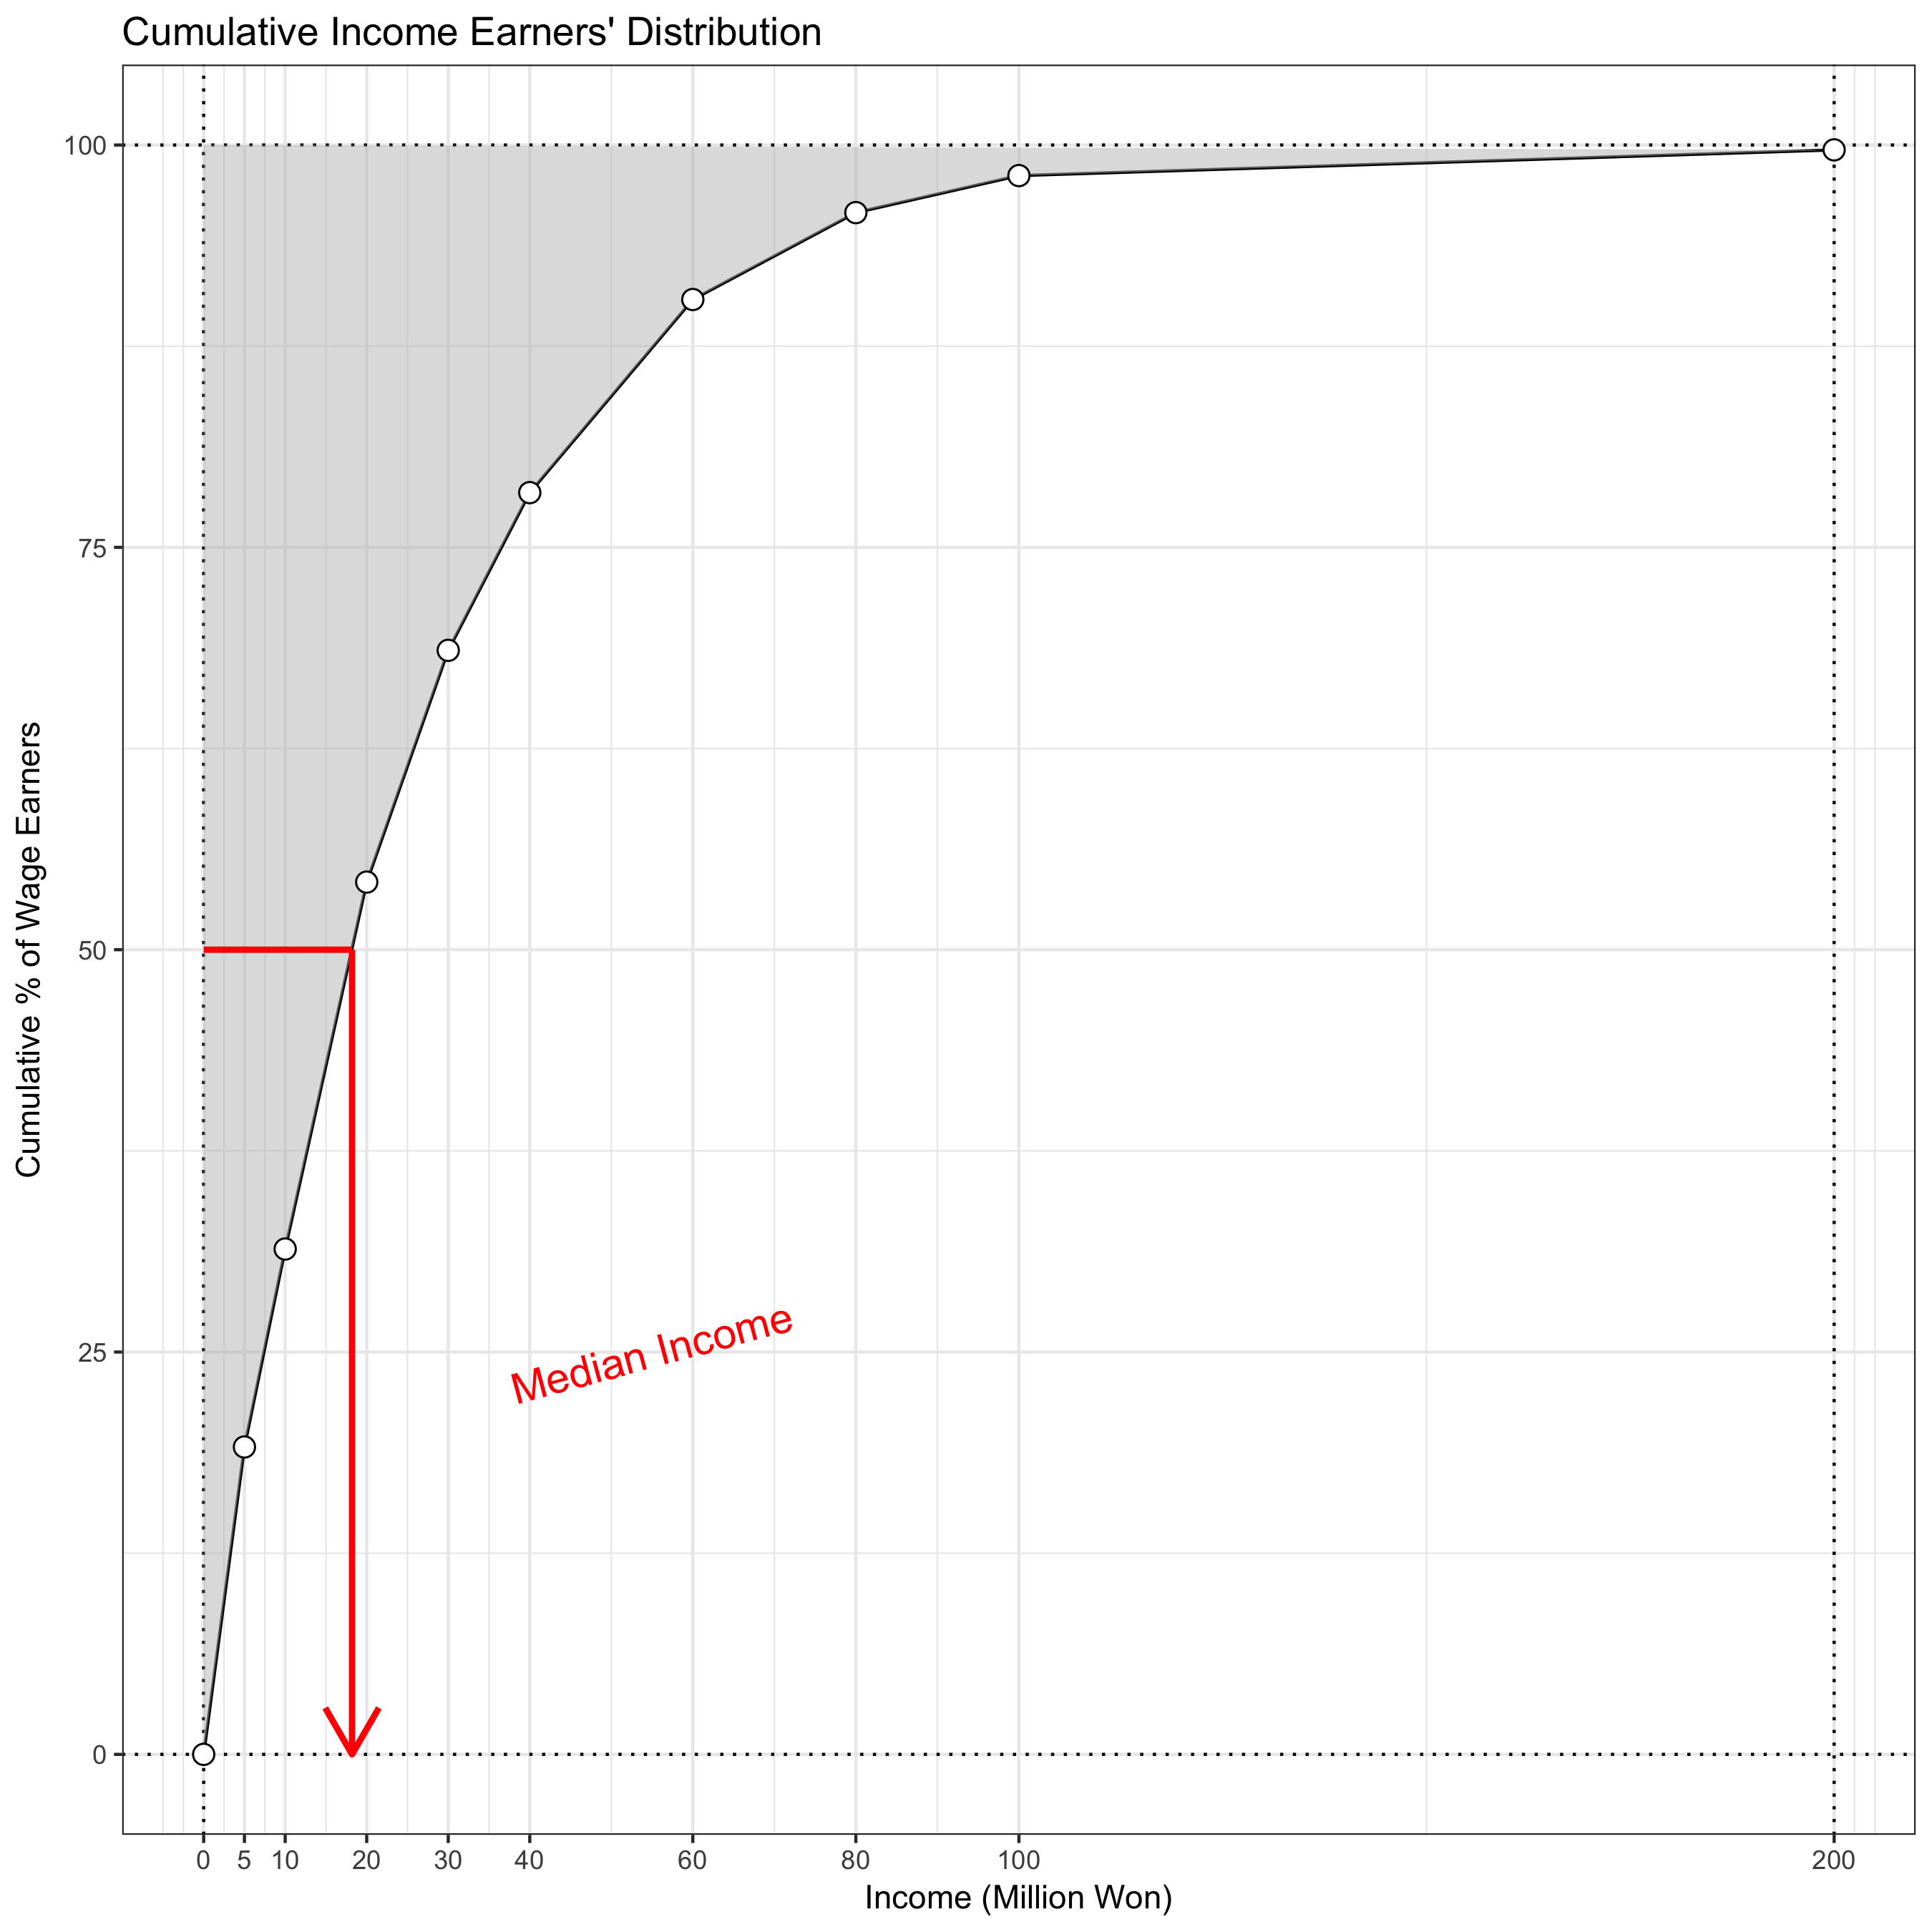 Cumulative Income Earners' Distribution
Cumulative % of Wage Earners
100
75
50
25
0
Median Income
0 5 10 20 30 40 60 80 100 200
Income (Million Won)